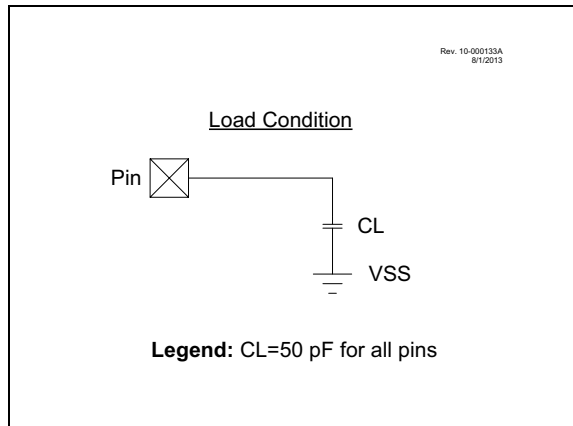 Rev. 10-000133A
8/1/2013
Load Condition
Pin
CL
VSS
Legend: CL=50 pF for all pins